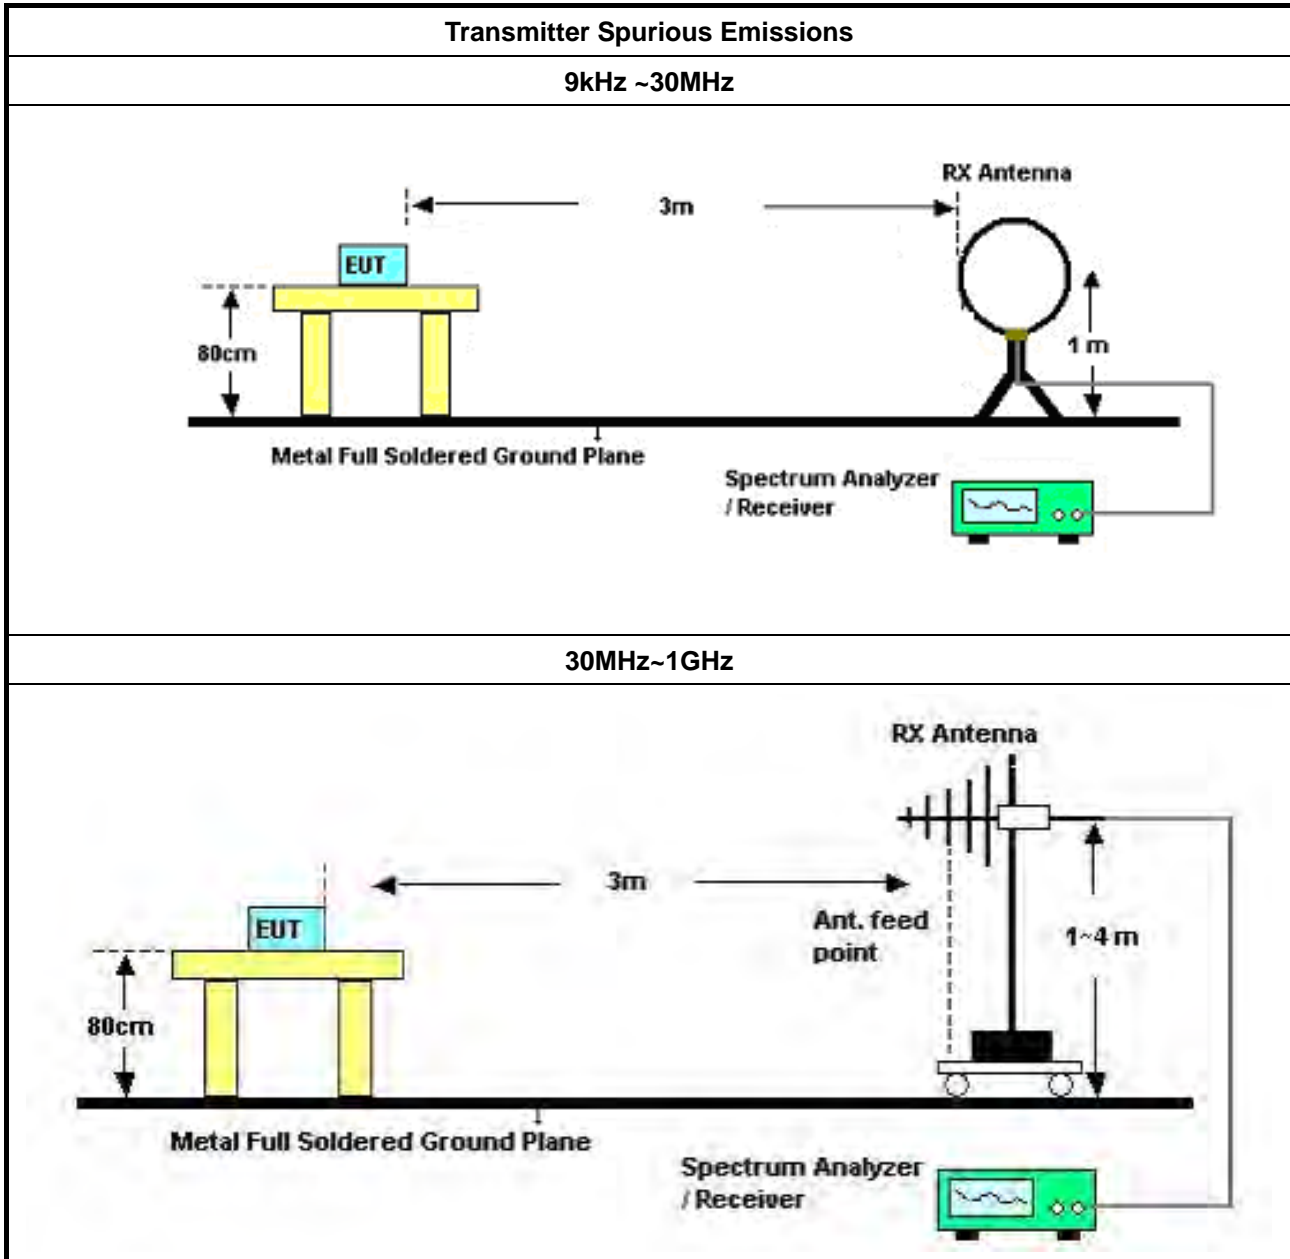 Transmitter Spurious Emissions
9kHz ~30MHz
RX Antenna
3m
EUT
80cm
1 m
Metal Full Soldered Ground Plane
Spectrum Analyzer
/ Receiver
30MHz~1GHz
RX Antenna
3m
EUT
Ant. feed
point
1~4 m
80cm
Metal Full Soldered Ground Plane
Spectrum Analyzer
/ Receiver